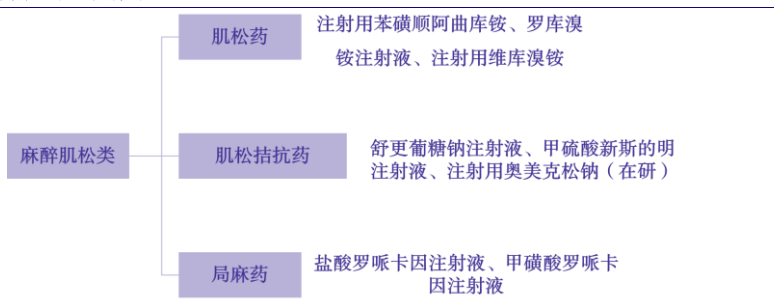 肌松药
注射用苯磺顺阿曲库铵、罗库溴
铵注射液、注射用维库溴铵
麻醉肌松类
肌松拮抗药
舒更葡糖钠注射液、甲硫酸新斯的明
注射液、注射用奥美克松钠（在研）
局麻药
盐酸罗哌卡因注射液、甲磺酸罗哌卡
因注射液